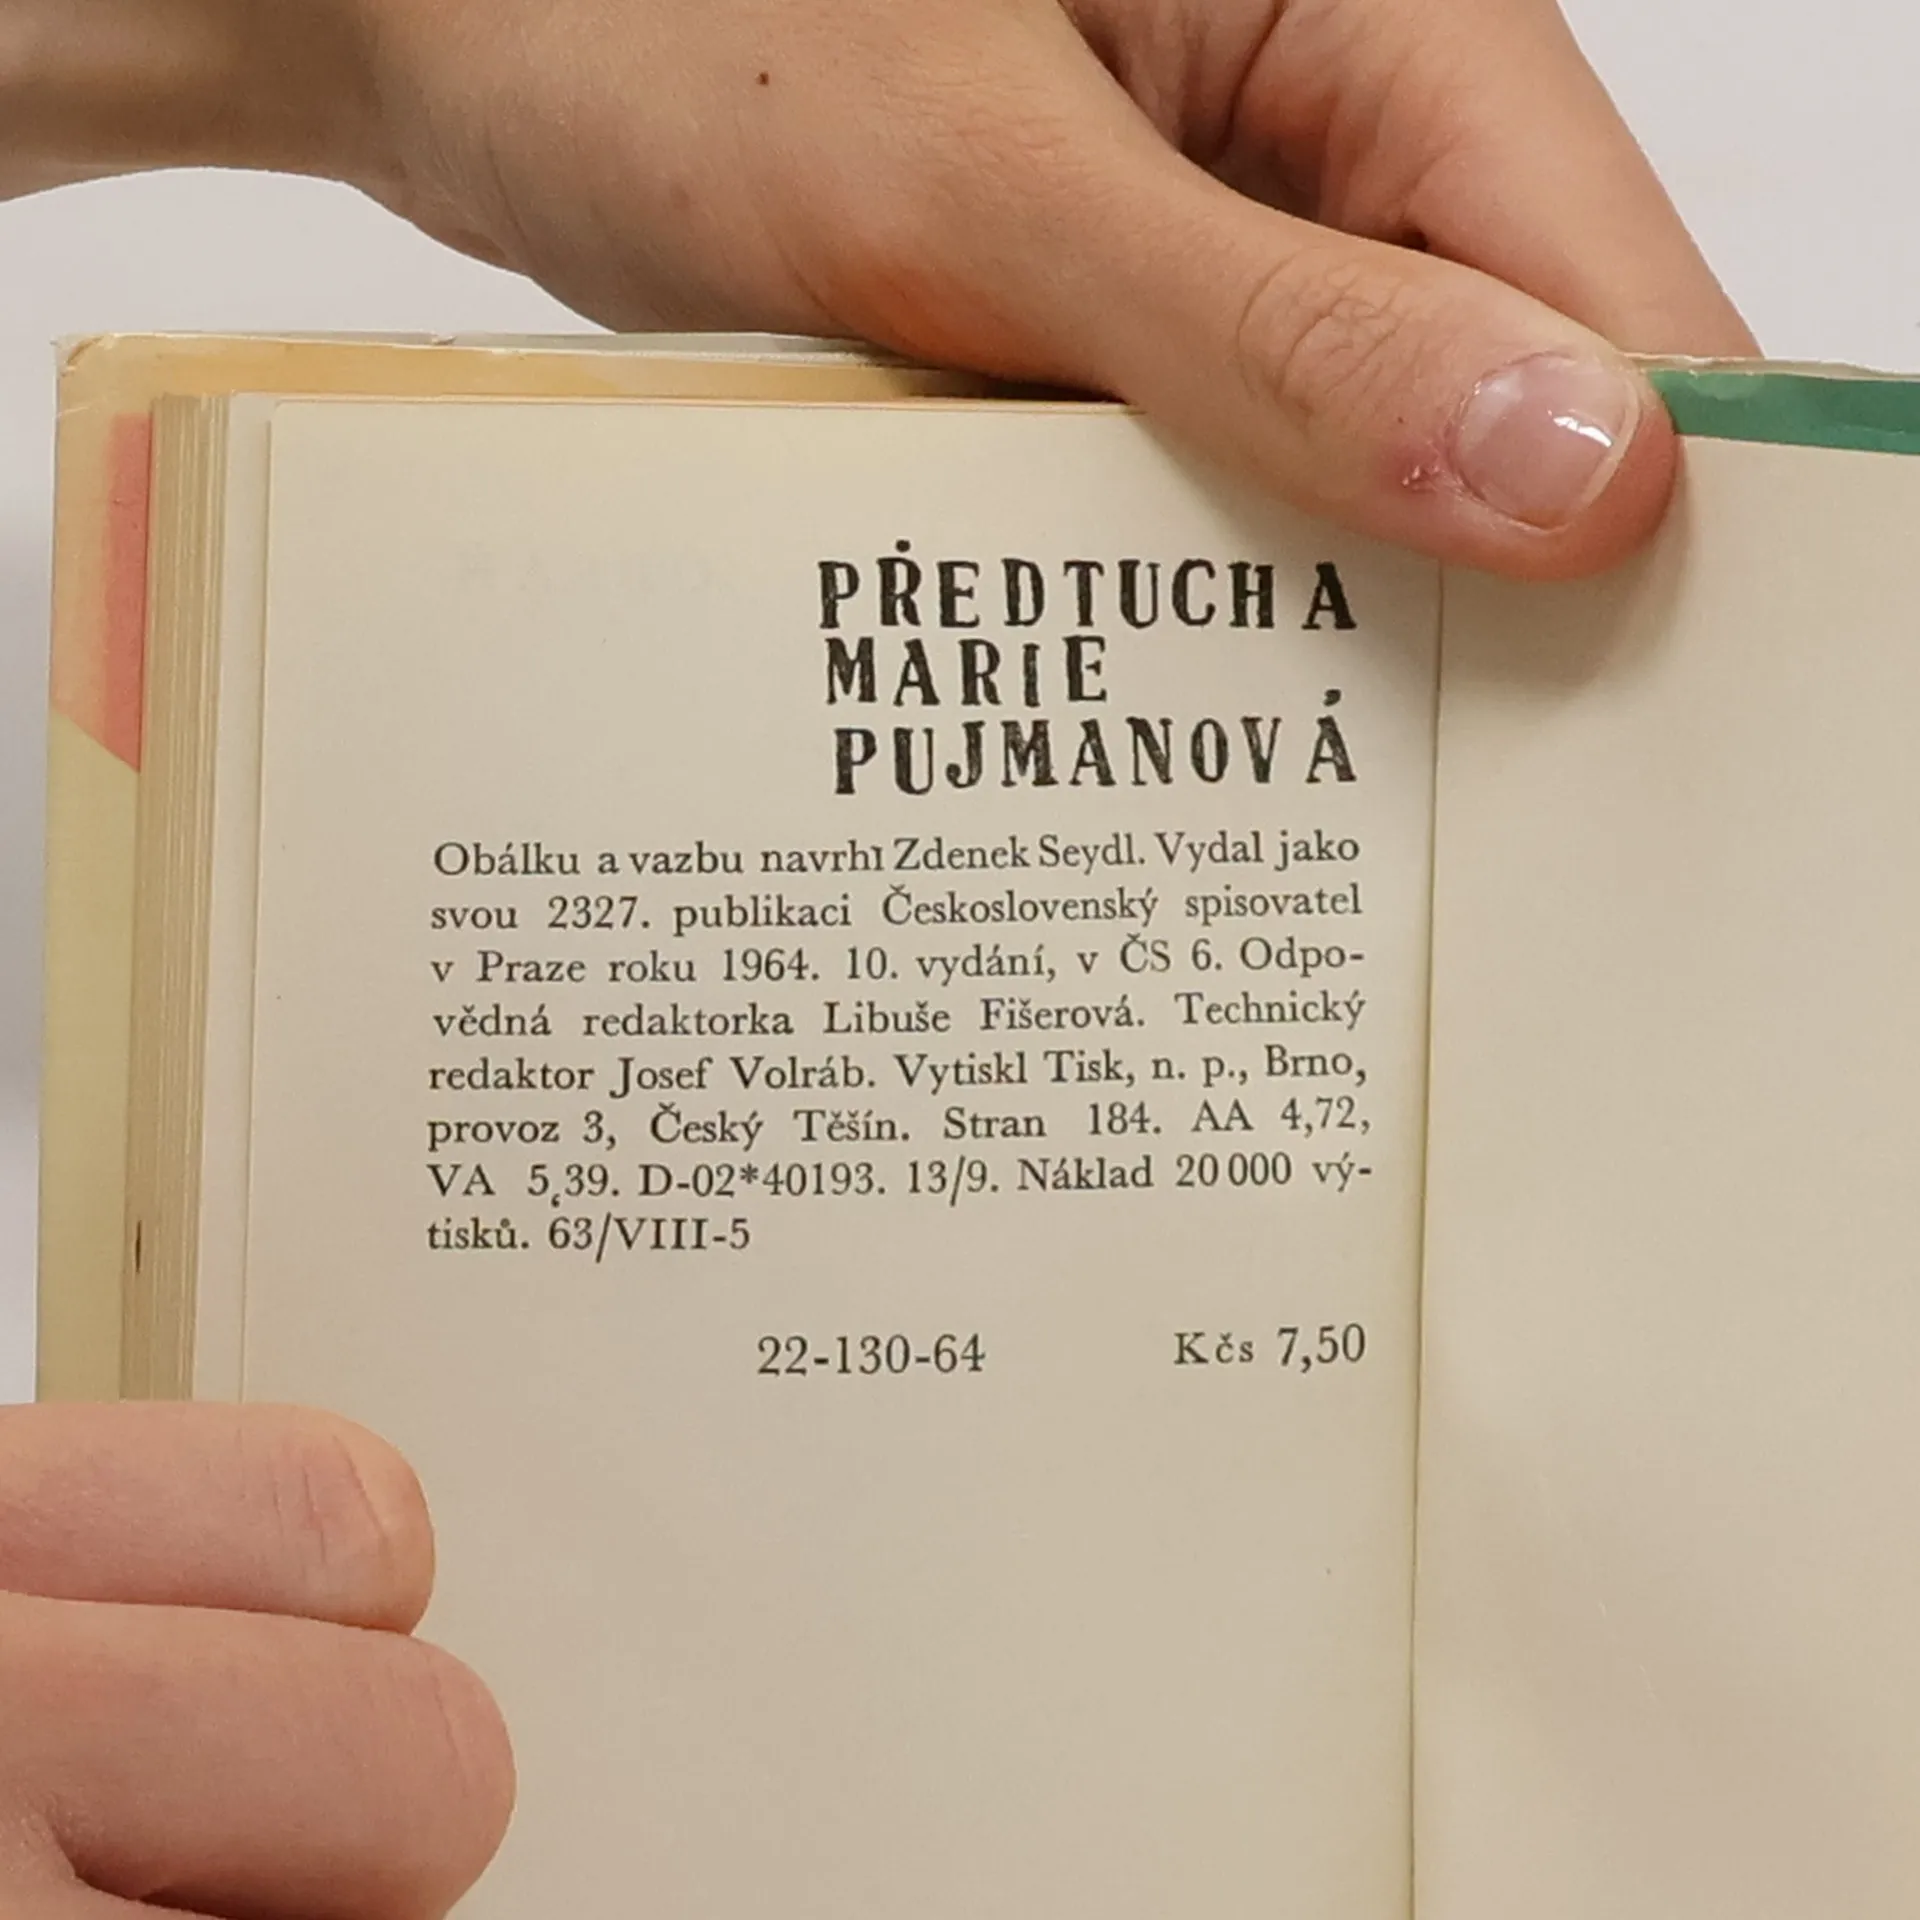 PŘEDTUCHA
MARIE
PUJMANOVÁ
Obálku a vazbu navrhl Zdenek Seydl. Vydal jako
svou 2327. publikaci Československý spisovatel
v Praze roku 1964. 10. vydání, v ČS 6. Odpo-
vědná redaktorka Libuše Fišerová. Technický
redaktor Josef Volráb. Vytiskl Tisk, n. p., Brno,
provoz 3, Český Těšín. Stran 184. AA 4,72,
VA 5,39. D-02*40193. 13/9. Náklad 20 000 vý-
tisků. 63/VIII-5
22-130-64 Kčs 7,50